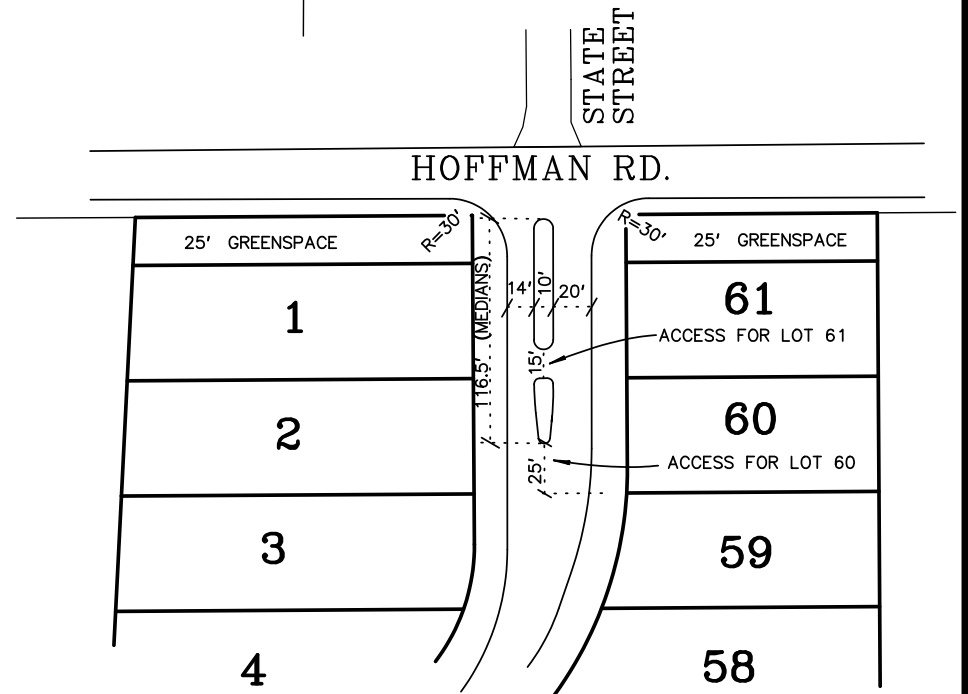 STATE
STREET
HOFFMAN RD.
R=30'
R=30'
25' GREENSPACE
25' GREENSPACE
116.5' (MEDIANS)
14'
10'
20'
1
61
ACCESS FOR LOT 61
15'
2
60
ACCESS FOR LOT 60
25'
3
59
4
58